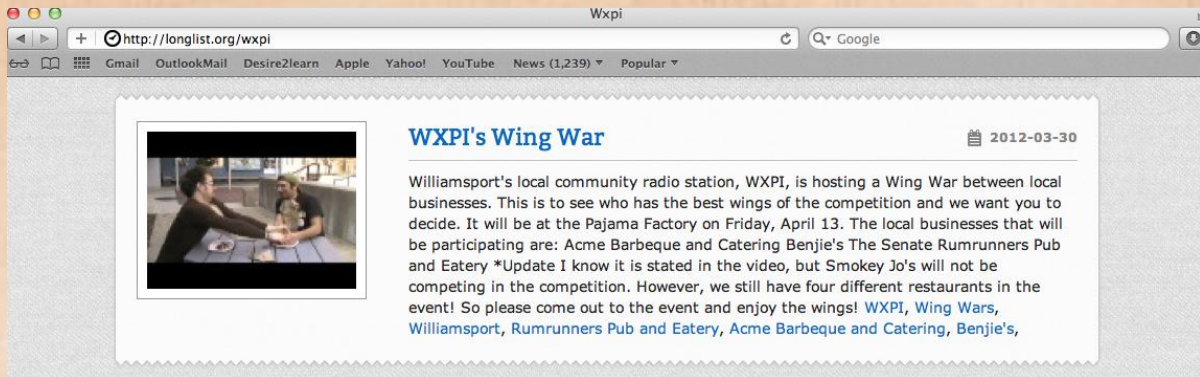 Wxpi
http://longlist.org/wxpi
Google
Gmail OutlookMail Desire2learn Apple Yahoo! YouTube News (1,239) Popular
WXPI's Wing War
2012-03-30
Williamsport's local community radio station, WXPI, is hosting a Wing War between local
businesses. This is to see who has the best wings of the competition and we want you to
decide. It will be at the Pajama Factory on Friday, April 13. The local businesses that will
be participating are: Acme Barbeque and Catering Benjie's The Senate Rumrunners Pub
and Eatery *Update I know it is stated in the video, but Smokey Jo's will not be
competing in the competition. However, we still have four different restaurants in the
event! So please come out to the event and enjoy the wings! WXPI, Wing Wars,
Williamsport, Rumrunners Pub and Eatery, Acme Barbeque and Catering, Benjie's,